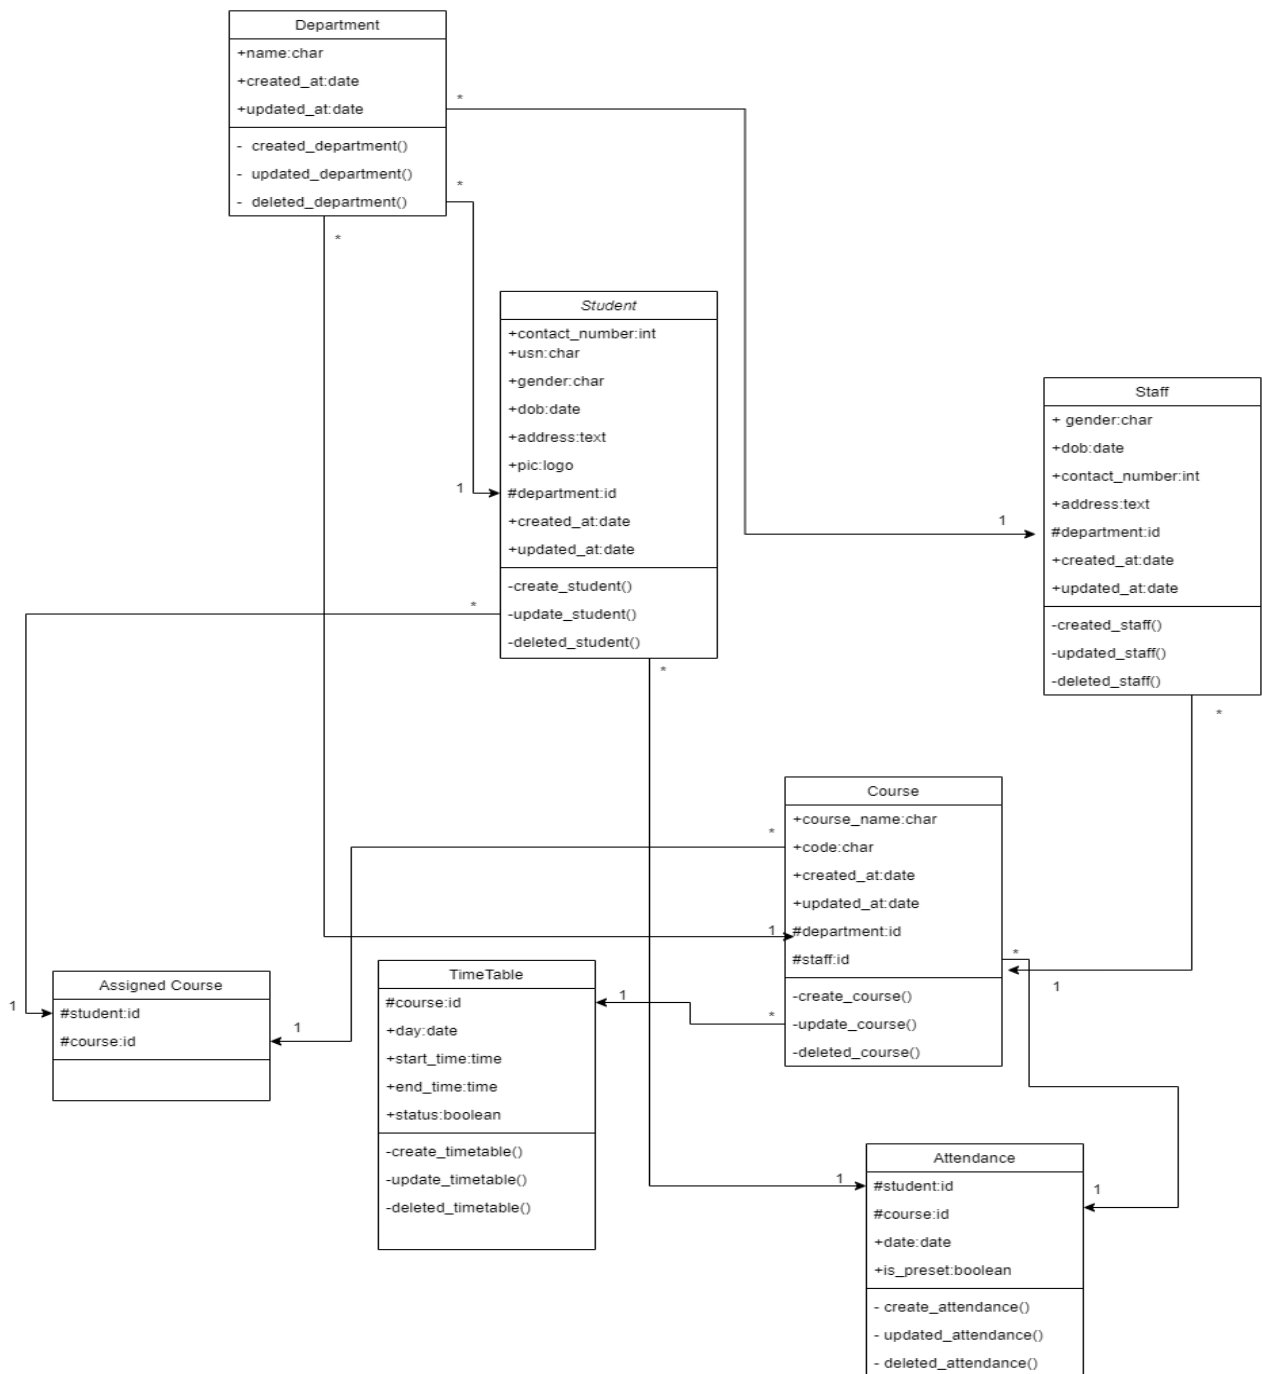 Department
+name:char
+created_at:date
+updated_at:date
- created_department()
- updated_department()
- deleted_department()
*
*
*
Student
+contact_number:int
+usn:char
+gender:char
+dob:date
+address:text
+pic:logo
#department:id
+created_at:date
+updated_at:date
-create_student()
-update_student()
-deleted_student()
1
*
*
Staff
+ gender:char
+dob:date
+contact_number:int
+address:text
#department:id
+created_at:date
+updated_at:date
-created_staff()
-updated_staff()
-deleted_staff()
1
*
Course
+course_name:char
+code:char
+created_at:date
+updated_at:date
#department:id
#staff:id
-create_course()
-update_course()
-deleted_course()
*
1
*
*
1
Assigned Course
#student:id
#course:id
1
1
TimeTable
#course:id
+day:date
+start_time:time
+end_time:time
+status:boolean
-create_timetable()
-update_timetable()
-deleted_timetable()
1
Attendance
#student:id
#course:id
+date:date
+is_preset:boolean
- create_attendance()
- updated_attendance()
- deleted_attendance()
1
1